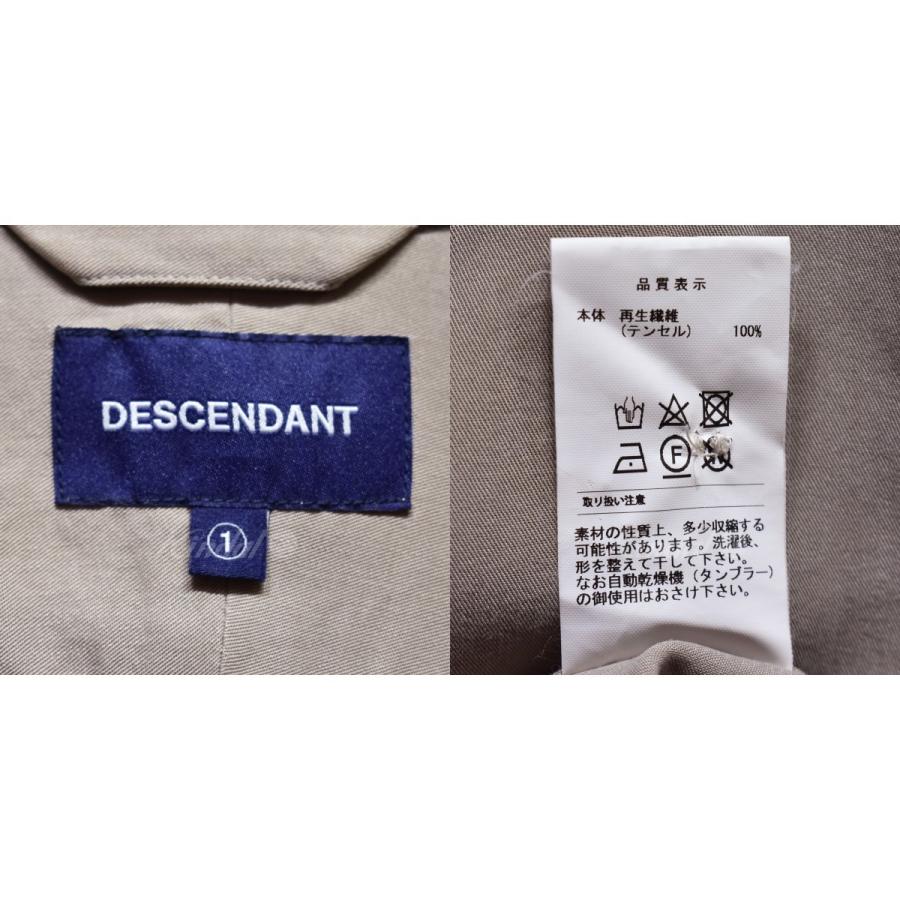 DESCENDANT
①
品質表示
本体 再生繊維
(テンセル) 100%
F
取り扱い注意
素材の性質上、多少収縮する
可能性があります。洗濯後、
形を整えて干して下さい。
なお自動乾燥機(タンブラー)
の御使用はおさけ下さい。